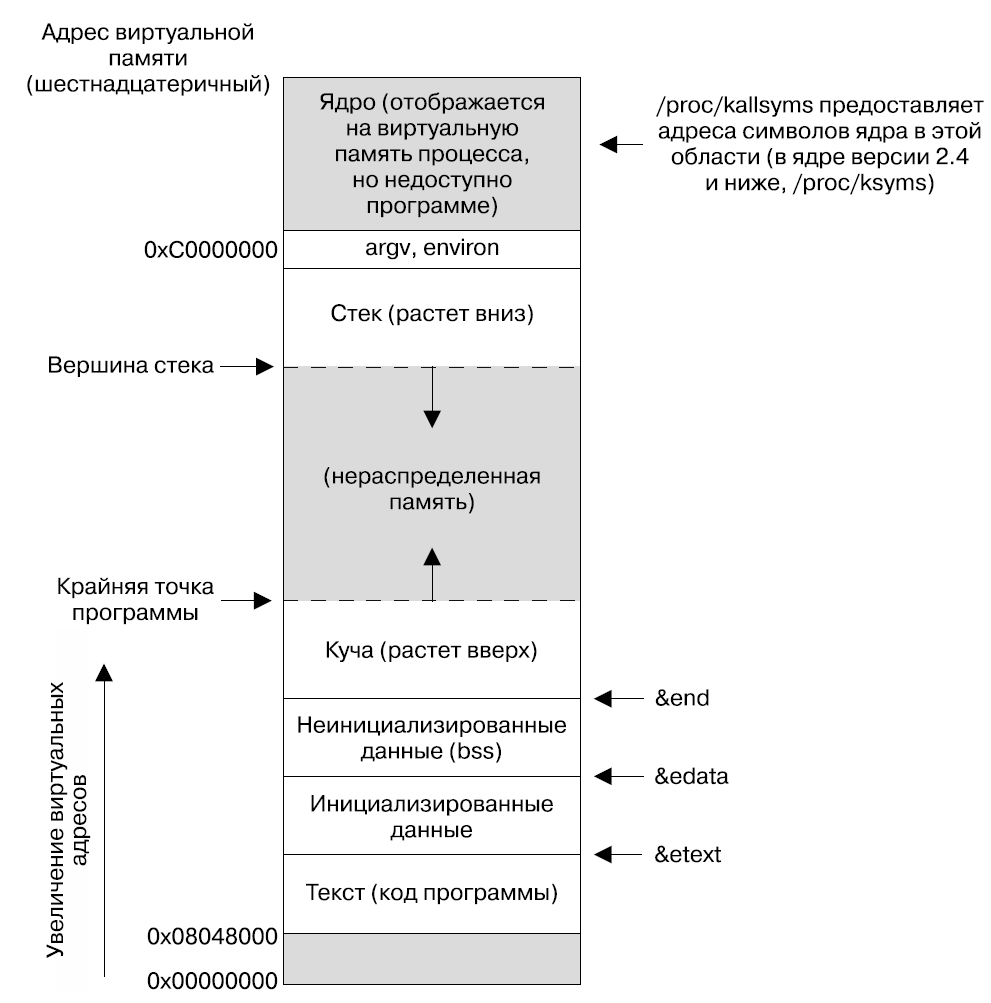 Адрес виртуальной
памяти
(шестнадцатеричный)
Ядро (отображается
на виртуальную
память процесса,
но недоступно
программе)
/proc/kallsyms предоставляет
адреса символов ядра в этой
области (в ядре версии 2.4
и ниже, /proc/ksyms)
0xC0000000
argv, environ
Стек (растет вниз)
Вершина стека
(нераспределенная
память)
Крайняя точка
программы
Куча (растет вверх)
&end
Неинициализированные
данные (bss)
&edata
Инициализированные
данные
&etext
Текст (код программы)
Увеличение виртуальных
адресов
0x08048000
0x00000000